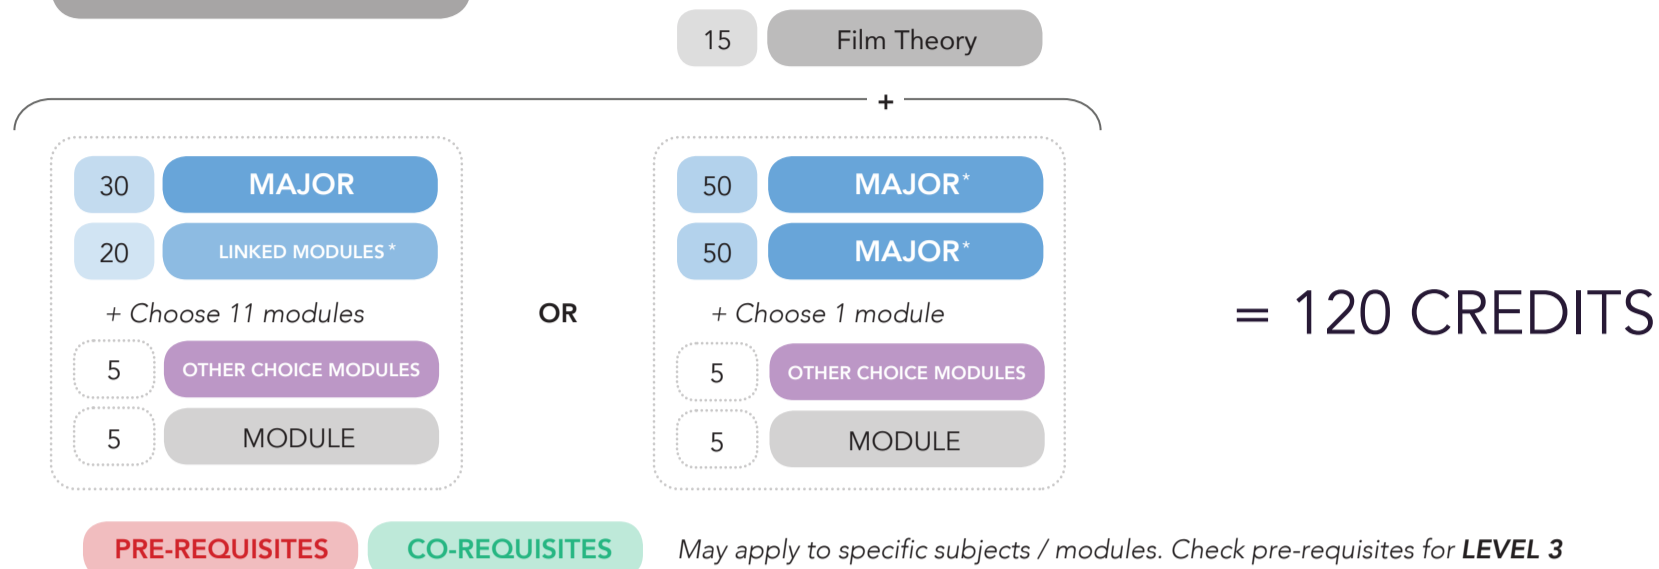 15 Film Theory
+
30 MAJOR
20 LINKED MODULES*
+ Choose 11 modules
5 OTHER CHOICE MODULES
5 MODULE
OR
50 MAJOR*
50 MAJOR*
+ Choose 1 module
5 OTHER CHOICE MODULES
5 MODULE
= 120 CREDITS
PRE-REQUISITES CO-REQUISITES May apply to specific subjects / modules. Check pre-requisites for LEVEL 3